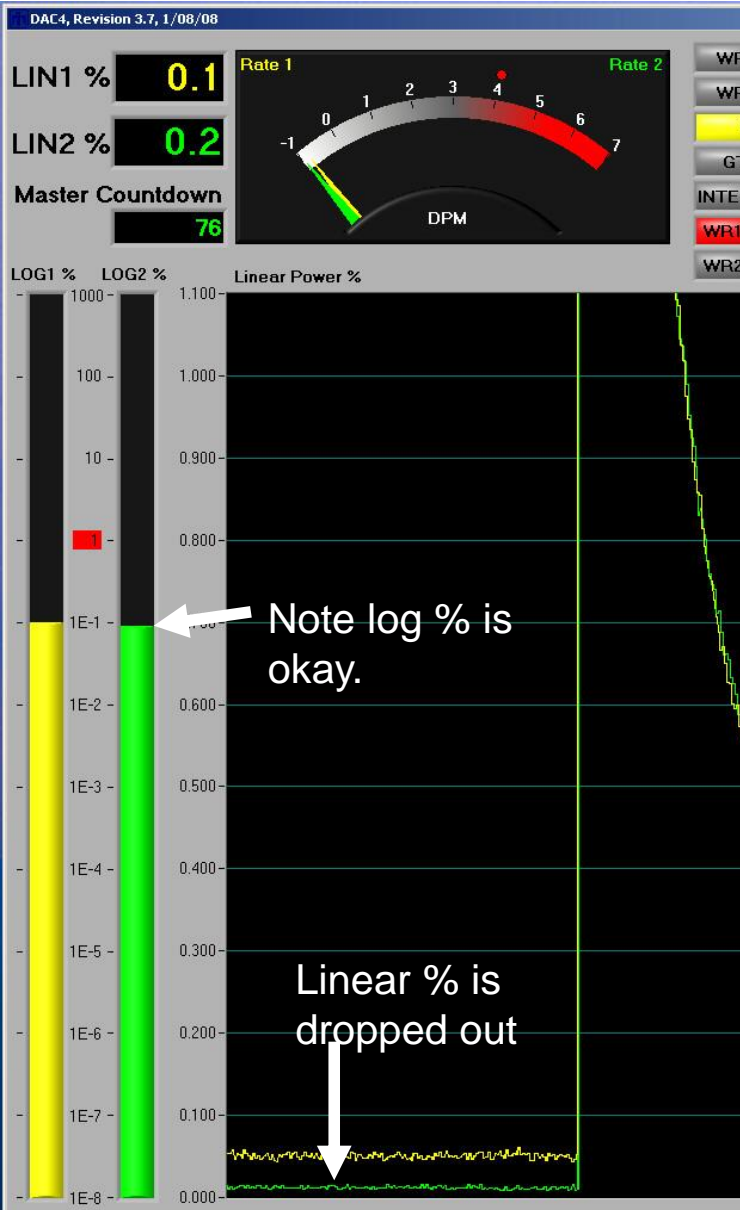 DAC4, Revision 3.7, 1/08/08
LIN1 % 0.1
LIN2 % 0.2
Master Countdown
76
Rate 1
Rate 2
-1 0 1 2 3 4 5 6 7
DPM
WR
WR
GT
INTE
WR1
WR2
LOG1 % LOG2 %
Linear Power %
1000
100
10
1
1E-1
1E-2
1E-3
1E-4
1E-5
1E-6
1E-7
1E-8
1.100
1.000
0.900
0.800
0.600
0.500
0.400
0.300
0.200
0.100
0.000
Note log % is
okay.
Linear % is
dropped out